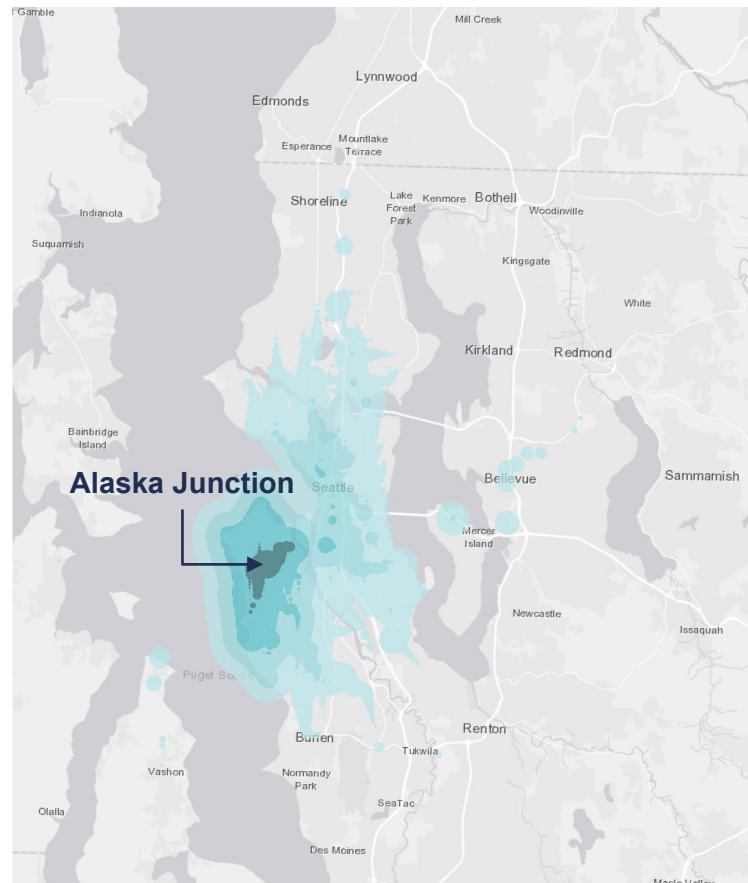 t Gamble
Mill Creek
Lynnwood
Edmonds
Mountlake
Terrace
Esperance
Shoreline
Lake
Forest
Park
Kenmore
Bothell
Woodinville
Indianola
Suquamish
Kingsgate
White
Kirkland
Redmond
Bainbridge
Island
Alaska Junction
Seattle
Bellevue
Sammamish
Mercer
Island
Newcastle
Issaquah
Puget Sound
Burien
Renton
Tukwila
Vashon
Normandy
Park
SeaTac
Olalla
Des Moines
Maple Valley